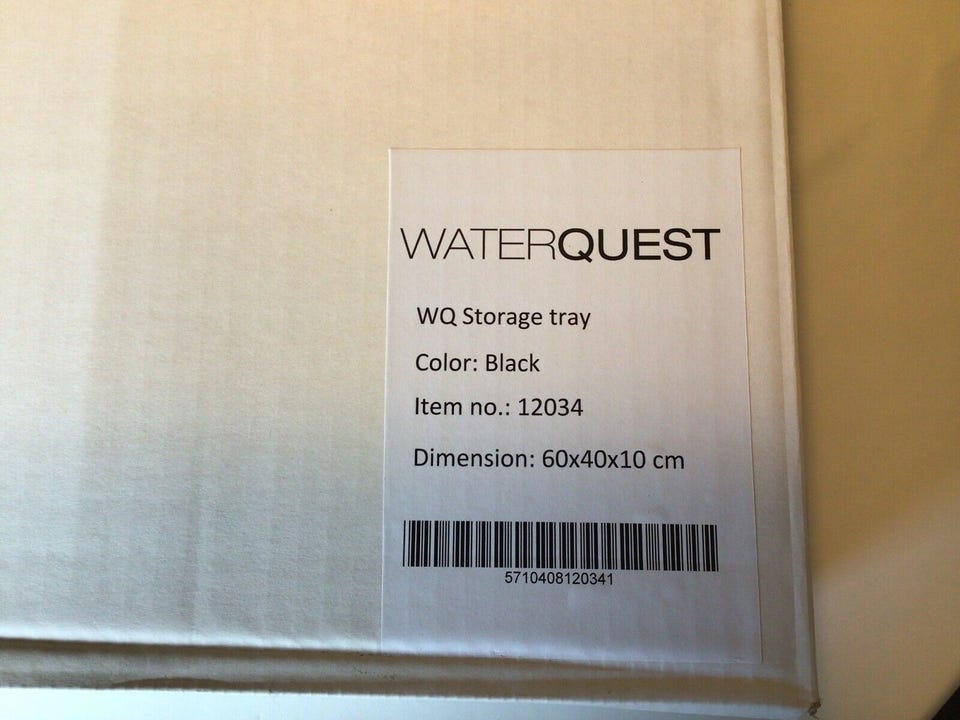 WATERQUEST
WQ Storage tray
Color: Black
Item no.: 12034
Dimension: 60x40x10 cm
5710408120341